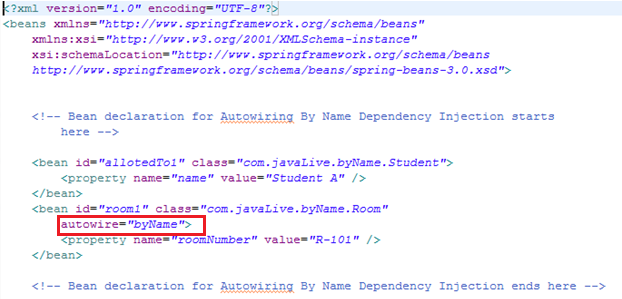 <?xml version="1.0" encoding="UTF-8"?>
<beans xmlns="http://www.springframework.org/schema/beans"
xmlns:xsi="http://www.w3.org/2001/XMLSchema-instance"
xsi:schemaLocation="http://www.springframework.org/schema/beans
http://www.springframework.org/schema/beans/spring-beans-3.0.xsd">
<!-- Bean declaration for Autowiring By Name Dependency Injection starts
here -->
<bean id="allotedTo1" class="com.javaLive.byName.Student">
<property name="name" value="Student A" />
</bean>
<bean id="room1" class="com.javaLive.byName.Room"
autowire="byName">
<property name="roomNumber" value="R-101" />
</bean>
<!-- Bean declaration for Autowiring By Name Dependency Injection ends here -->